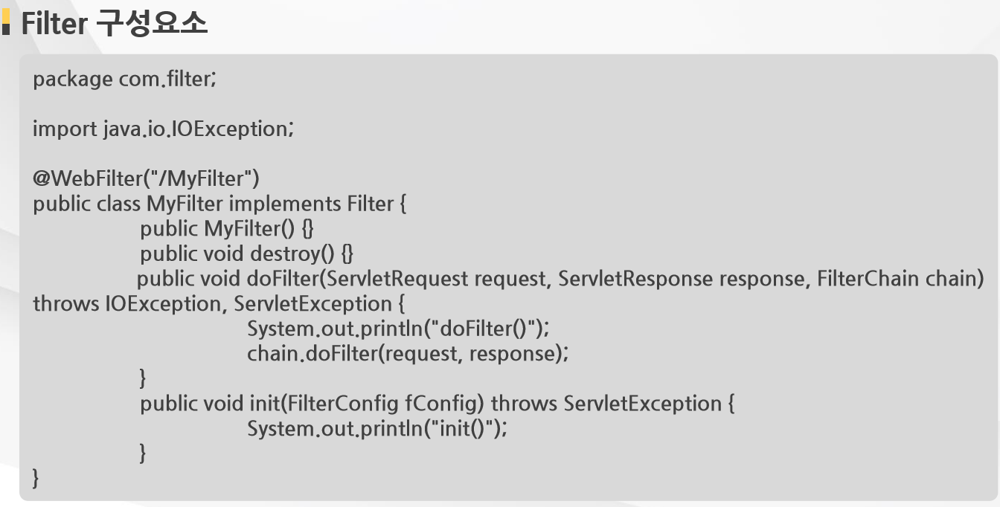 Filter 구성요소
package com.filter;
import java.io.IOException;
@WebFilter("/MyFilter")
public class MyFilter implements Filter {
public MyFilter() {}
public void destroy() {}
public void doFilter(ServletRequest request, ServletResponse response, FilterChain chain)
throws IOException, ServletException {
System.out.println("doFilter()");
chain.doFilter(request, response);
}
public void init(FilterConfig fConfig) throws ServletException {
System.out.println("init()");
}
}